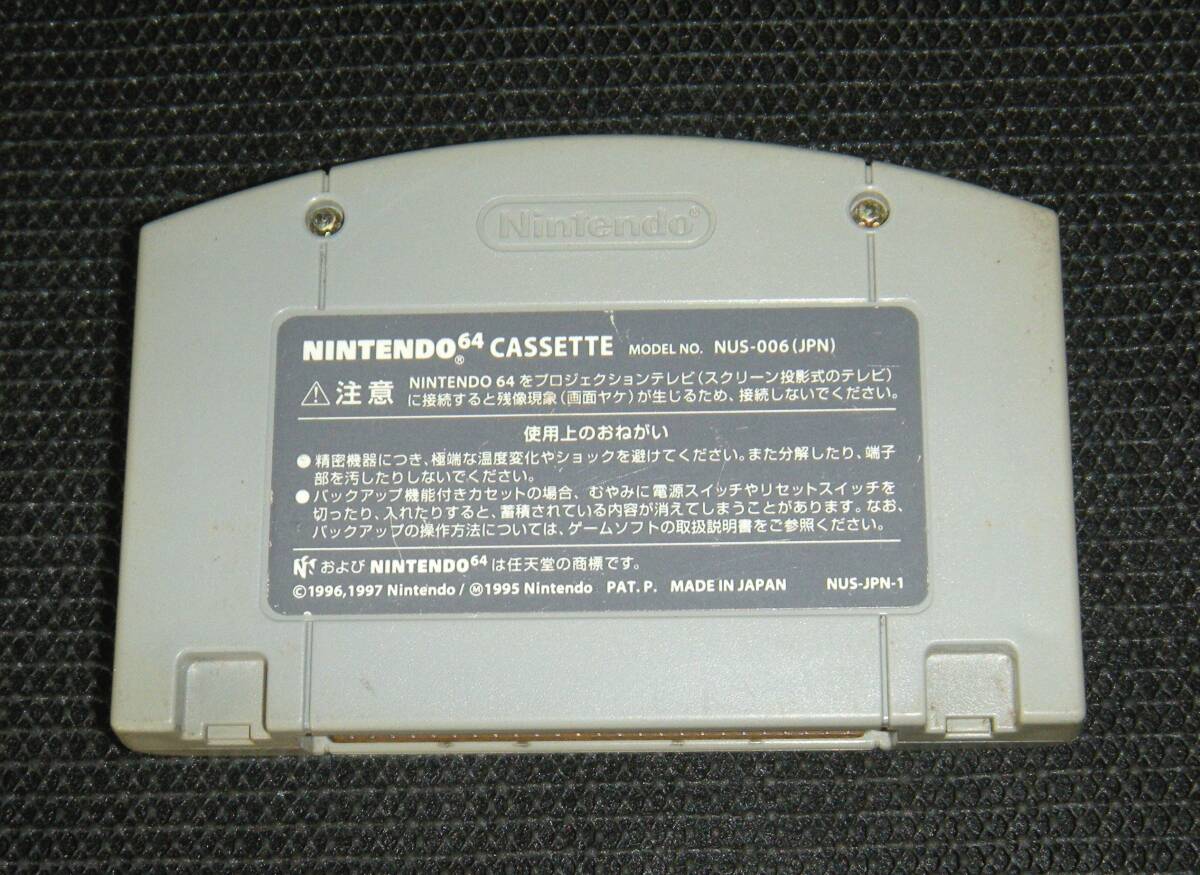 Nintendo®
NINTENDO64® CASSETTE MODEL NO. NUS-006(JPN)
⚠注意 NINTENDO 64 をプロジェクションテレビ(スクリーン投影式のテレビ)
に接続すると残像現象(画面ヤケ)が生じるため、接続しないでください。
使用上のおねがい
●精密機器につき、極端な温度変化やショックを避けてください。また分解したり、端子
部を汚したりしないでください。
●バックアップ機能付きカセットの場合、むやみに電源スイッチやリセットスイッチを
切ったり、入れたりすると、蓄積されている内容が消えてしまうことがあります。なお、
バックアップの操作方法については、ゲームソフトの取扱説明書をご参照ください。
および NINTENDO64 は任天堂の商標です。
©1996,1997 Nintendo / Ⓜ1995 Nintendo PAT. P. MADE IN JAPAN NUS-JPN-1